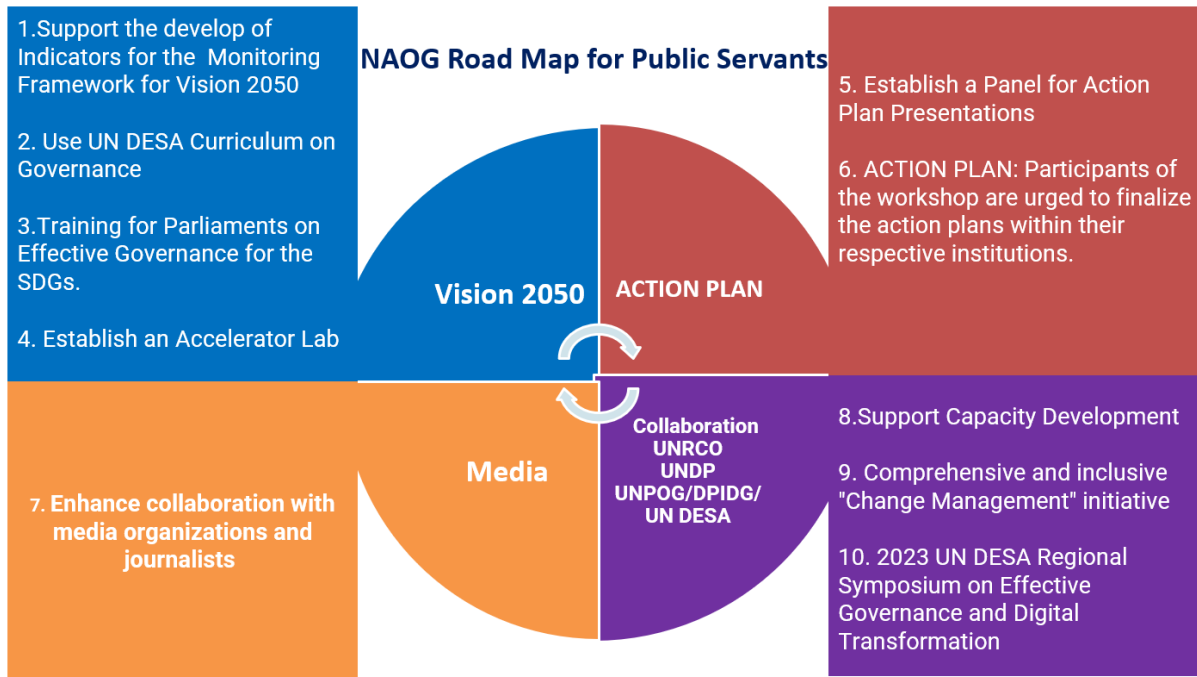 NAOG Road Map for Public Servants
1.Support the develop of
Indicators for the Monitoring
Framework for Vision 2050
2. Use UN DESA Curriculum on
Governance
3.Training for Parliaments on
Effective Governance for the
SDGs.
4. Establish an Accelerator Lab
Vision 2050
ACTION PLAN
5. Establish a Panel for Action
Plan Presentations
6. ACTION PLAN: Participants of
the workshop are urged to finalize
the action plans within their
respective institutions.
7. Enhance collaboration with
media organizations and
journalists
Media
Collaboration
UNRCO
UNDP
UNPOG/DPIDG/
UN DESA
8.Support Capacity Development
9. Comprehensive and inclusive
"Change Management" initiative
10. 2023 UN DESA Regional
Symposium on Effective
Governance and Digital
Transformation